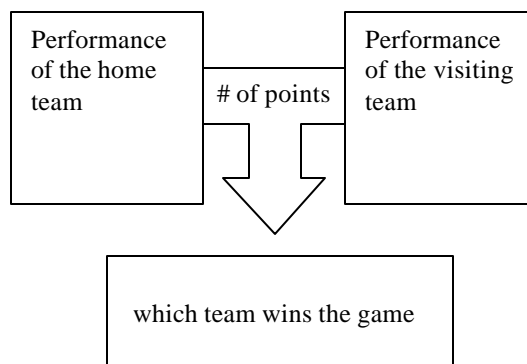 Performance
of the home
team
Performance
of the visiting
team
# of points
which team wins the game